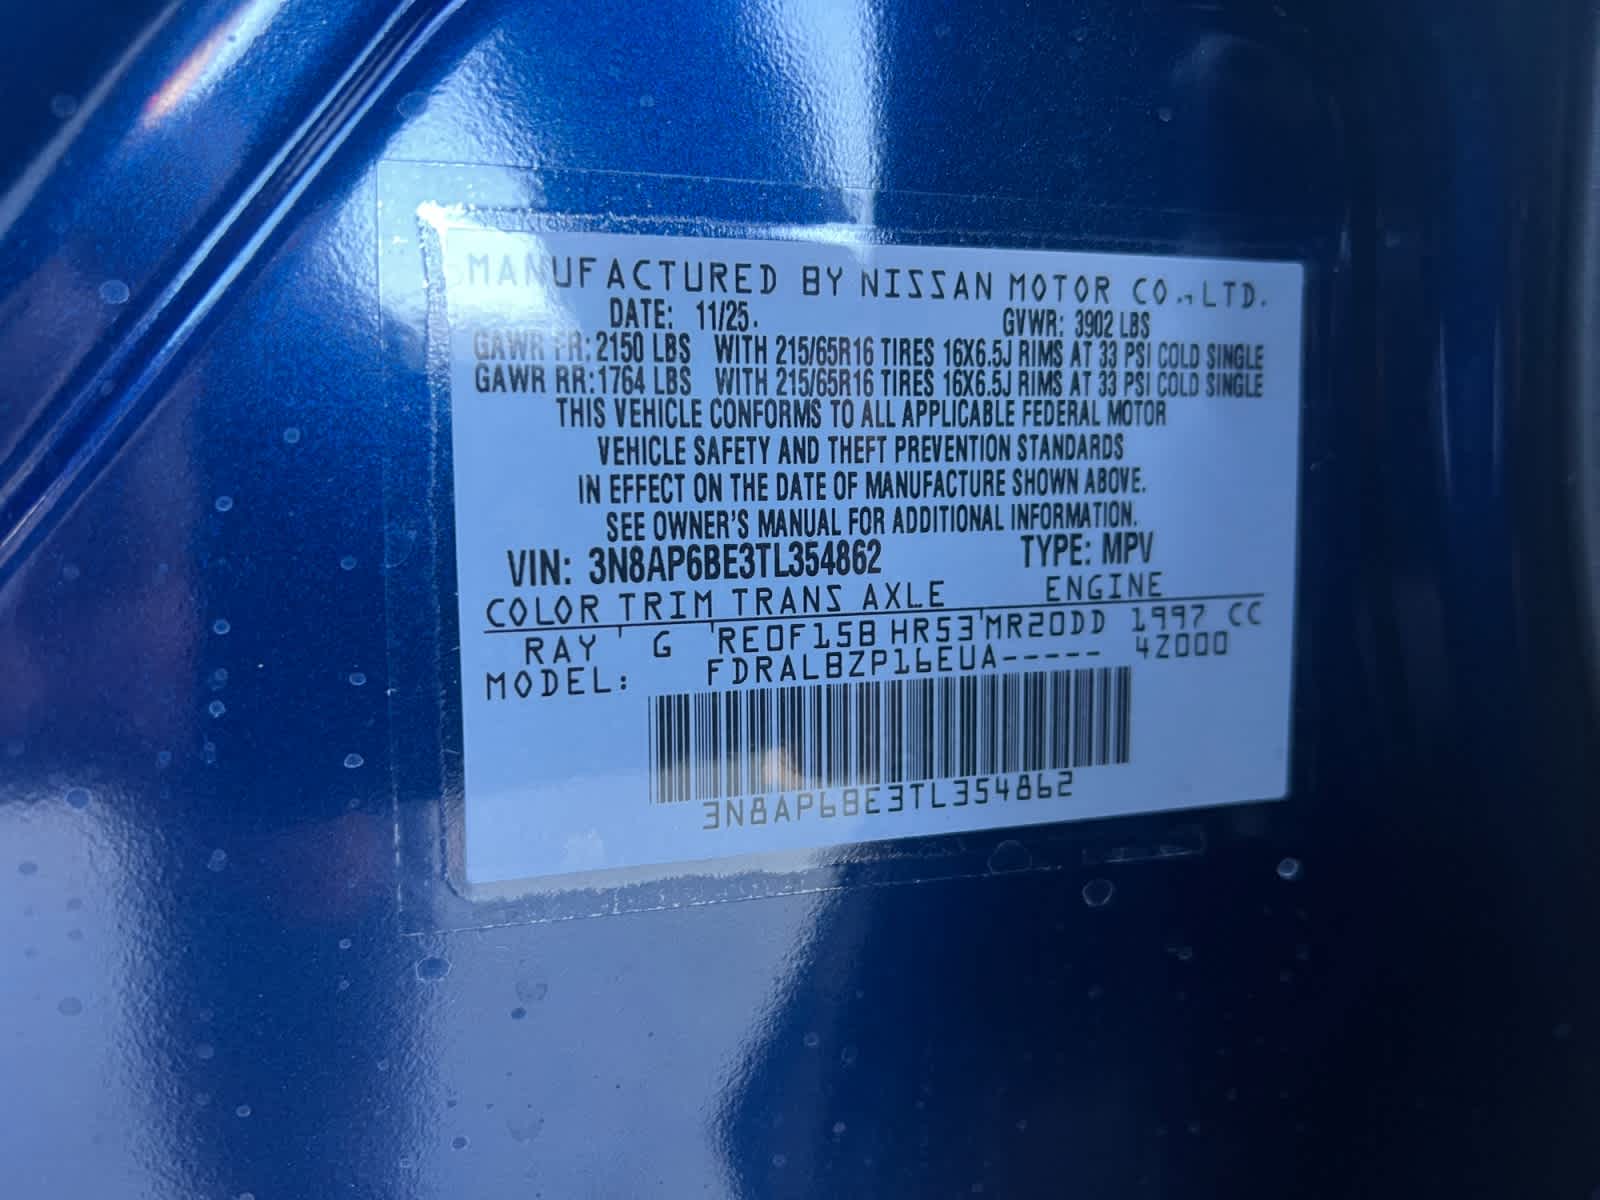 MANUFACTURED BY NISSAN MOTOR CO., LTD.
DATE: 11/25. GVWR: 3902 LBS
GAWR FR: 2150 LBS WITH 215/65R16 TIRES 16X6.5J RIMS AT 33 PSI COLD SINGLE
GAWR RR: 1764 LBS WITH 215/65R16 TIRES 16X6.5J RIMS AT 33 PSI COLD SINGLE
THIS VEHICLE CONFORMS TO ALL APPLICABLE FEDERAL MOTOR
VEHICLE SAFETY AND THEFT PREVENTION STANDARDS
IN EFFECT ON THE DATE OF MANUFACTURE SHOWN ABOVE.
SEE OWNER'S MANUAL FOR ADDITIONAL INFORMATION.
VIN: 3N8AP6BE3TL354862 TYPE: MPV
COLOR TRIM TRANS AXLE ENGINE
RAY G RE0F15B HR53 MR20DD 1997 CC
MODEL: FDRALBZP16EUA----- 4Z000
3N8AP6BE3TL354862